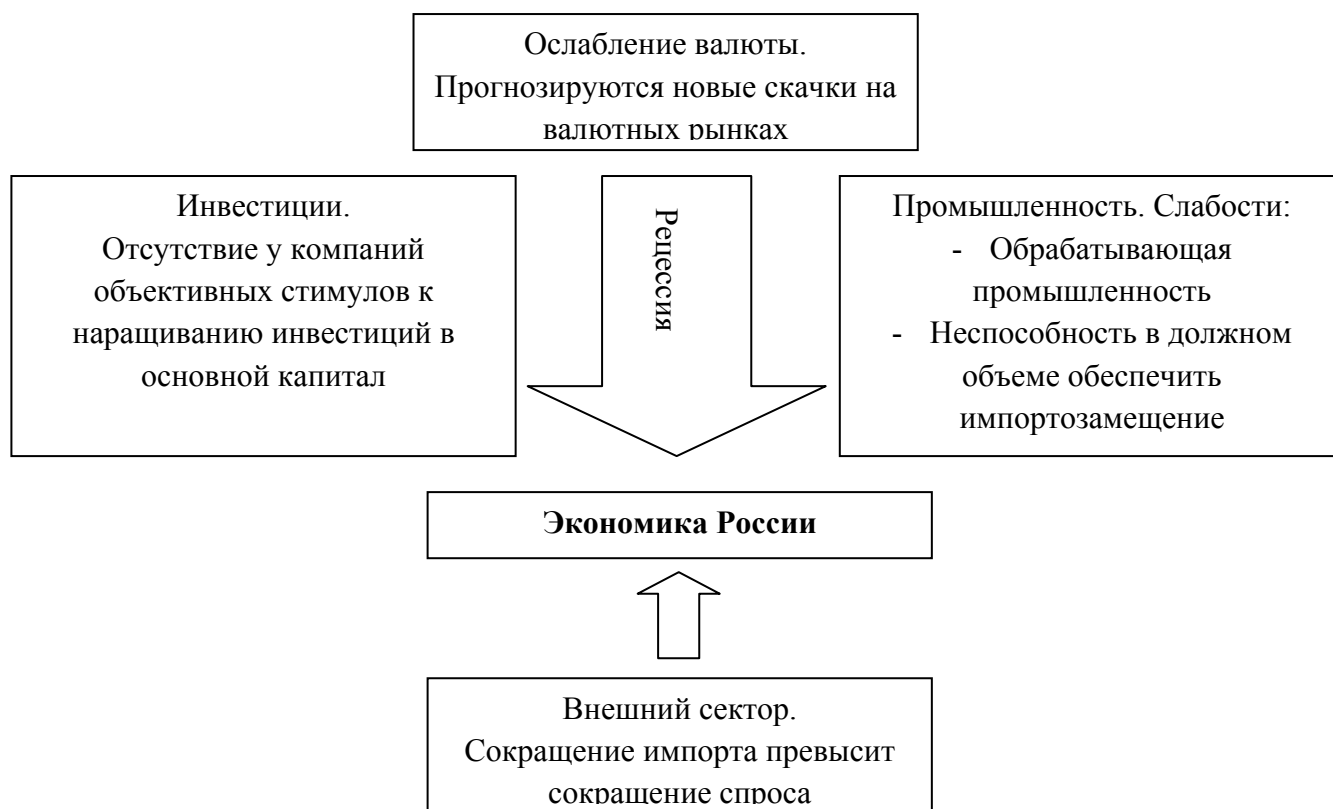 Ослабление валюты.
Прогнозируются новые скачки на
валютных рынках
Инвестиции.
Отсутствие у компаний
объективных стимулов к
наращиванию инвестиций в
основной капитал
Рецессия
Промышленность. Слабости:
- Обрабатывающая
промышленность
- Неспособность в должном
объеме обеспечить
импортозамещение
Экономика России
Внешний сектор.
Сокращение импорта превысит
сокращение спроса